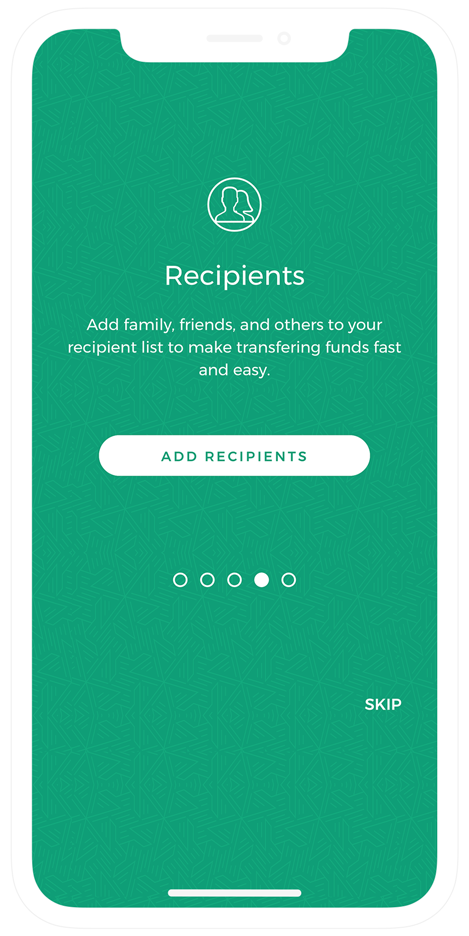 Recipients
Add family, friends, and others to your
recipient list to make transfering funds fast
and easy.
ADD RECIPIENTS
SKIP